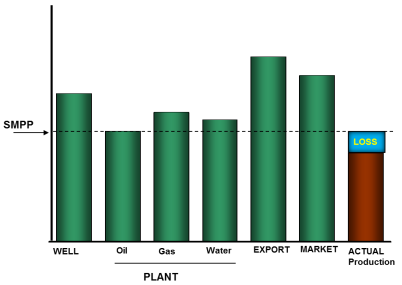 SMPP
LOSS
WELL
Oil
Gas
Water
EXPORT
MARKET
ACTUAL
Production
PLANT